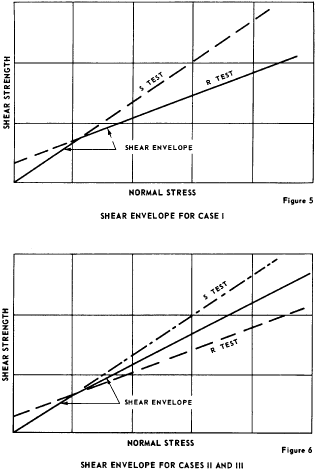 SHEAR STRENGTH
S TEST
R TEST
SHEAR ENVELOPE
NORMAL STRESS
Figure 5
SHEAR ENVELOPE FOR CASE I
SHEAR STRENGTH
S TEST
R TEST
SHEAR ENVELOPE
NORMAL STRESS
Figure 6
SHEAR ENVELOPE FOR CASES II AND III